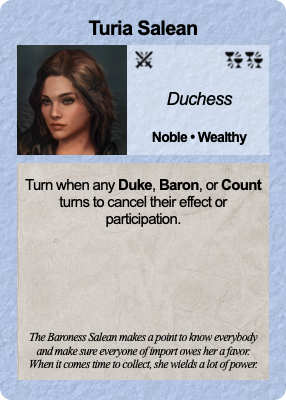 Turia Salean
Duchess
Noble • Wealthy
Turn when any Duke, Baron, or Count
turns to cancel their effect or
participation.
The Baroness Salean makes a point to know everybody
and make sure everyone of import owes her a favor.
When it comes time to collect, she wields a lot of power.